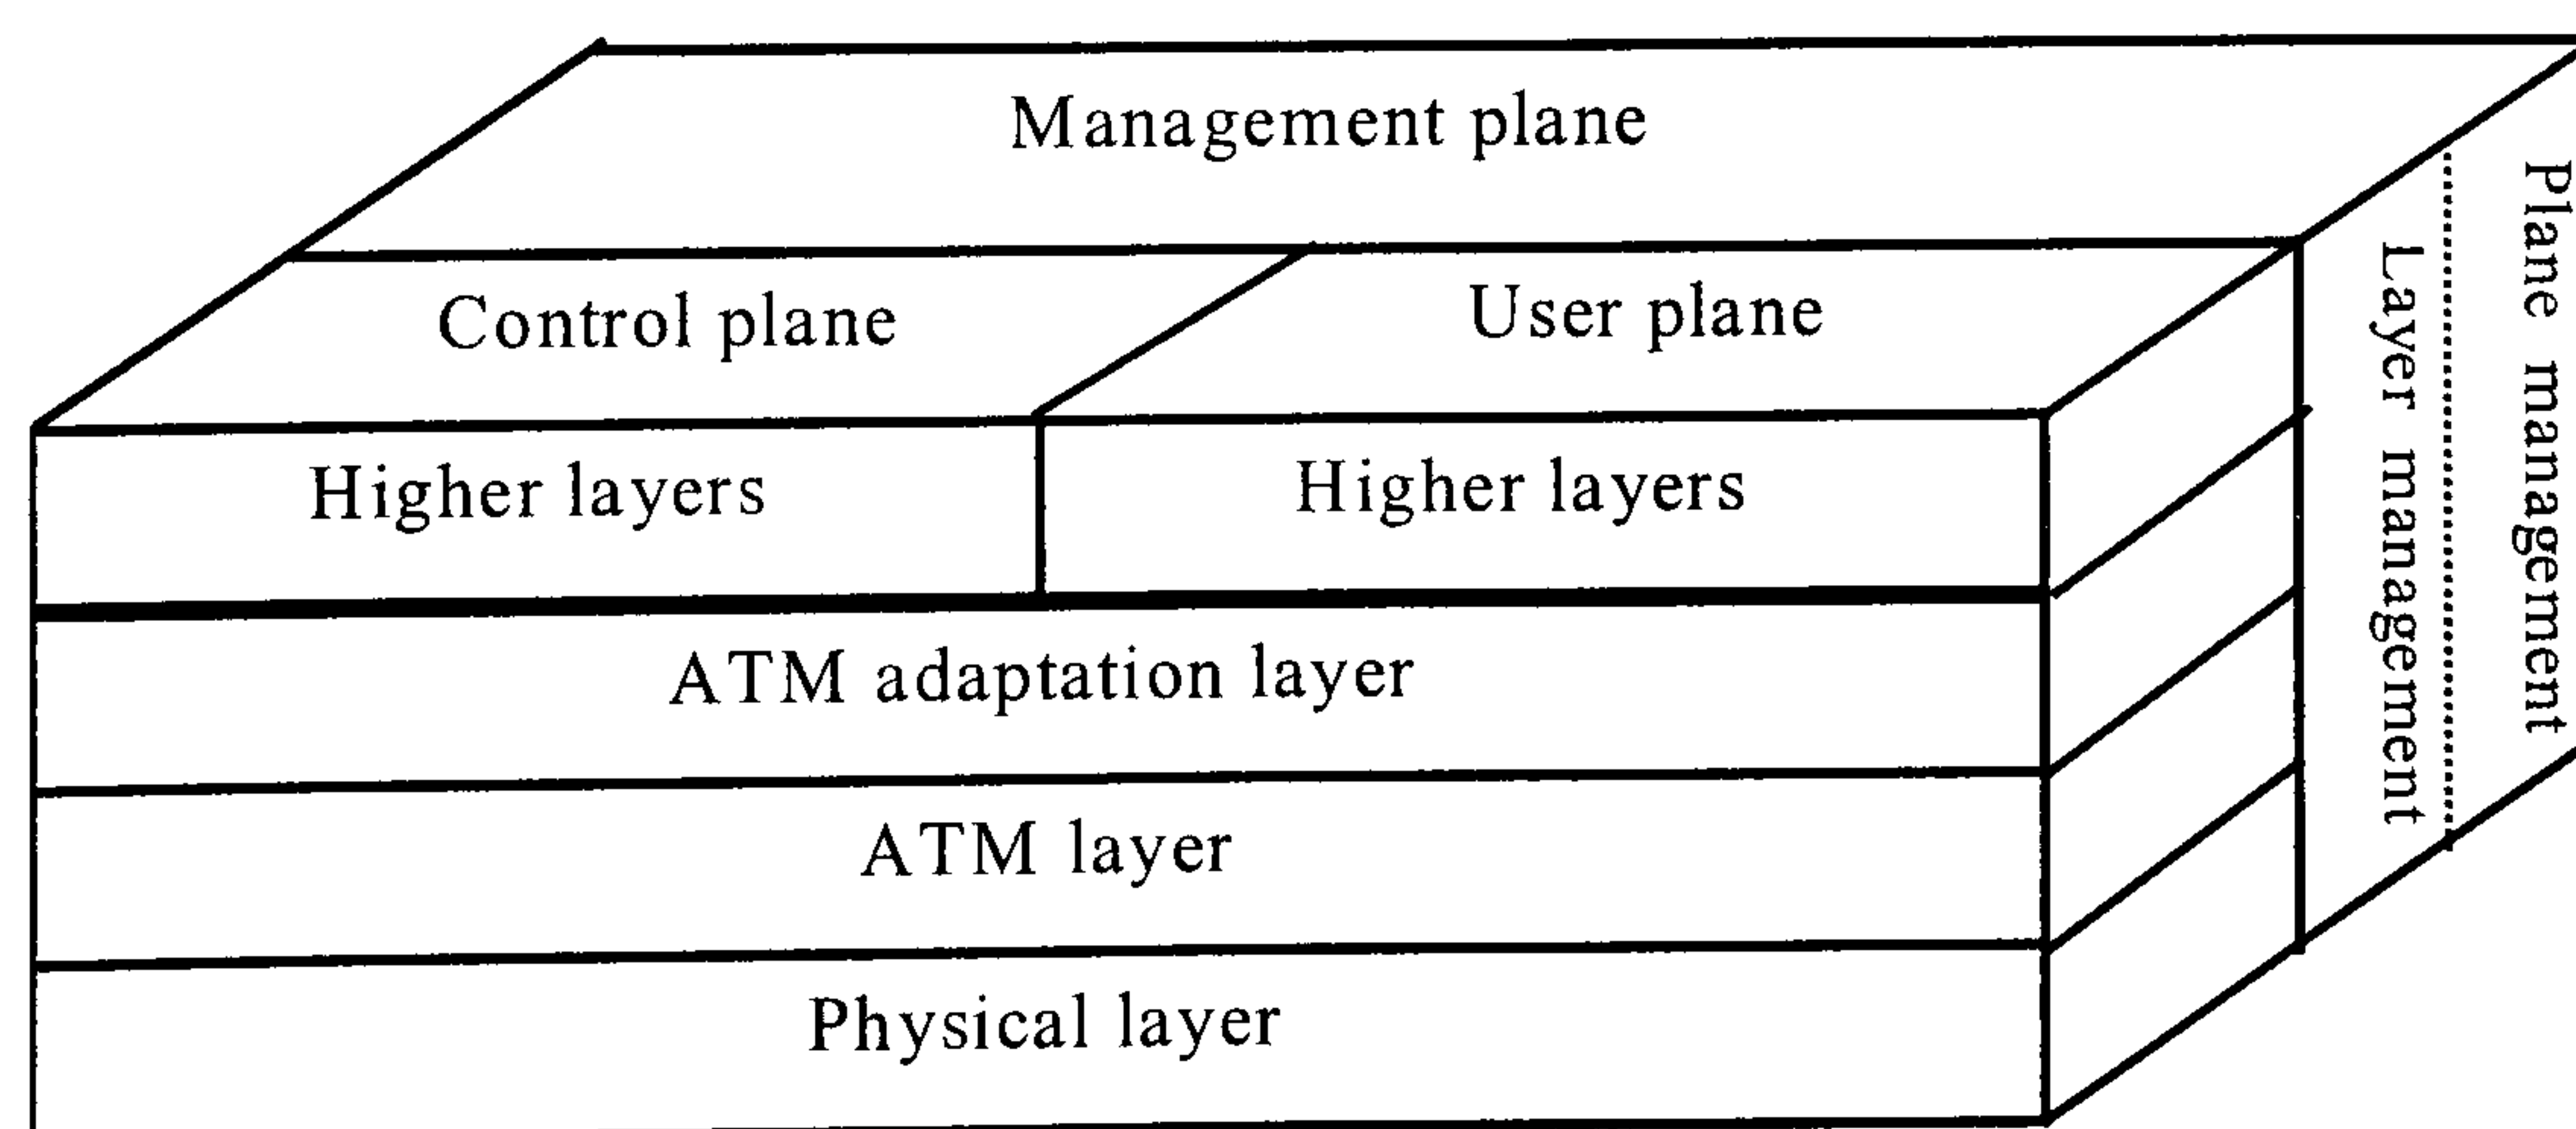 Management plane
Control plane
User plane
Higher layers
Higher layers
ATM adaptation layer
ATM layer
Physical layer
Layer management
Plane management